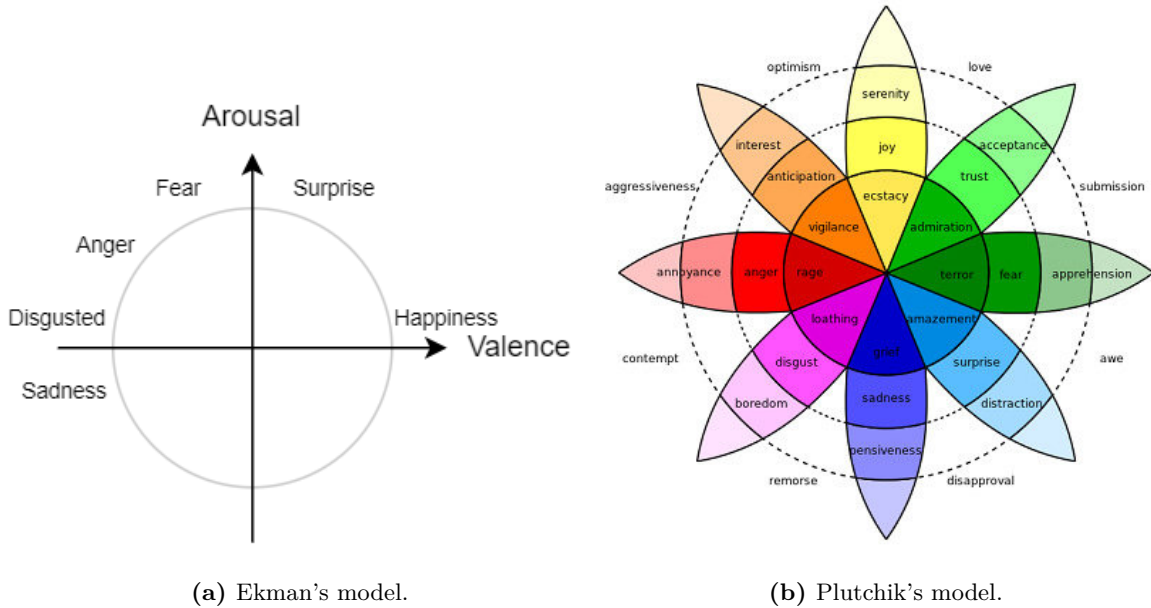 Arousal
Fear
Surprise
Anger
Disgusted
Happiness
Valence
Sadness
(a) Ekman's model.
optimism
love
serenity
interest
acceptance
joy
anticipation
trust
aggressiveness
submission
ecstacy
vigilance
admiration
annoyance
anger
rage
terror
fear
apprehension
loathing
amazement
grief
contempt
awe
disgust
surprise
sadness
boredom
distraction
pensiveness
remorse
disapproval
(b) Plutchik's model.